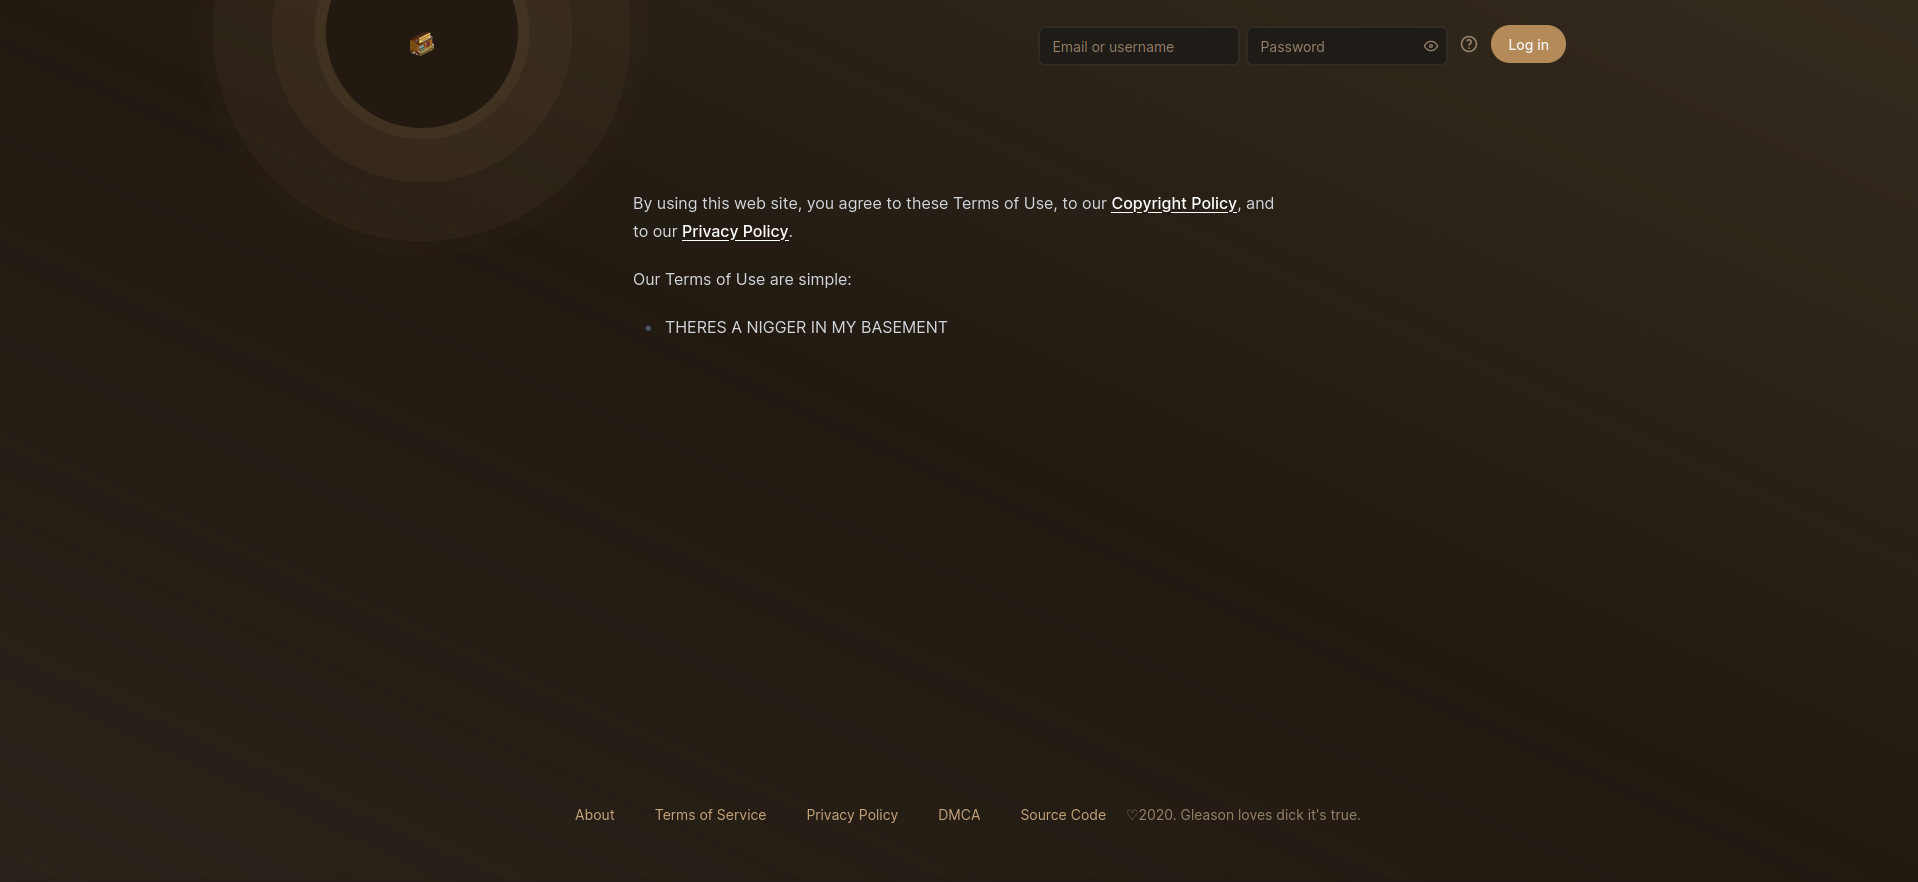 Email or username
Password
Log in
By using this web site, you agree to these Terms of Use, to our Copyright Policy, and
to our Privacy Policy.
Our Terms of Use are simple:
• THERES A NIGGER IN MY BASEMENT
About
Terms of Service
Privacy Policy
DMCA
Source Code
♡2020. Gleason loves dick it's true.